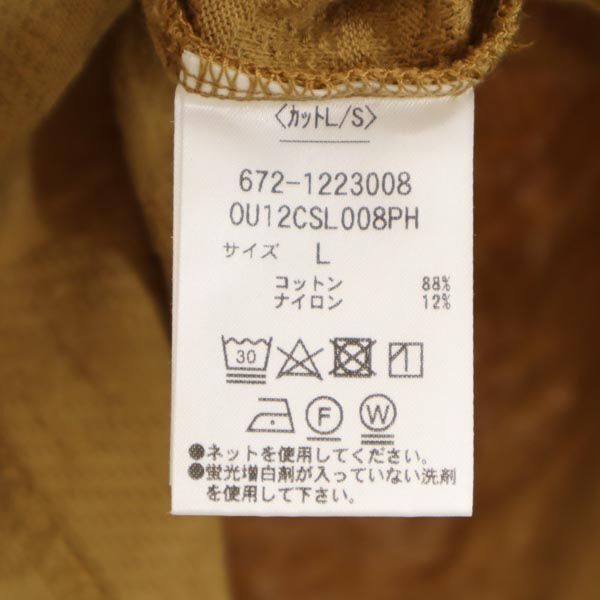 〈カットL/S〉
672-1223008
OU12CSL008PH
サイズ L
コットン 88%
ナイロン 12%
30
F W
●ネットを使用してください。
●蛍光増白剤が入っていない洗剤
を使用して下さい。